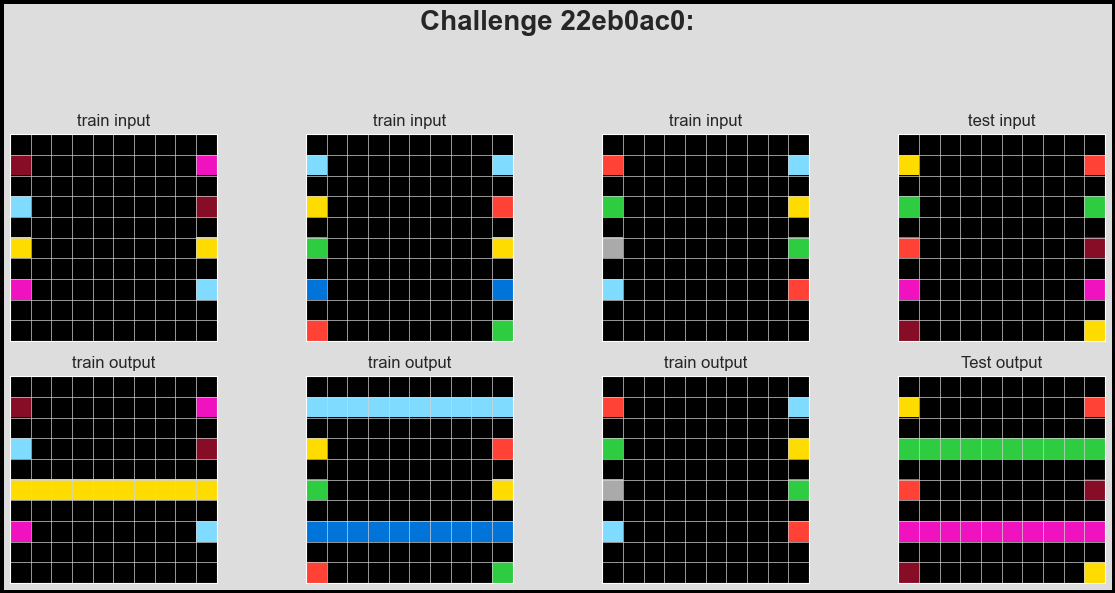 Challenge 22eb0ac0:
train input
train input
train input
test input
train output
train output
train output
Test output